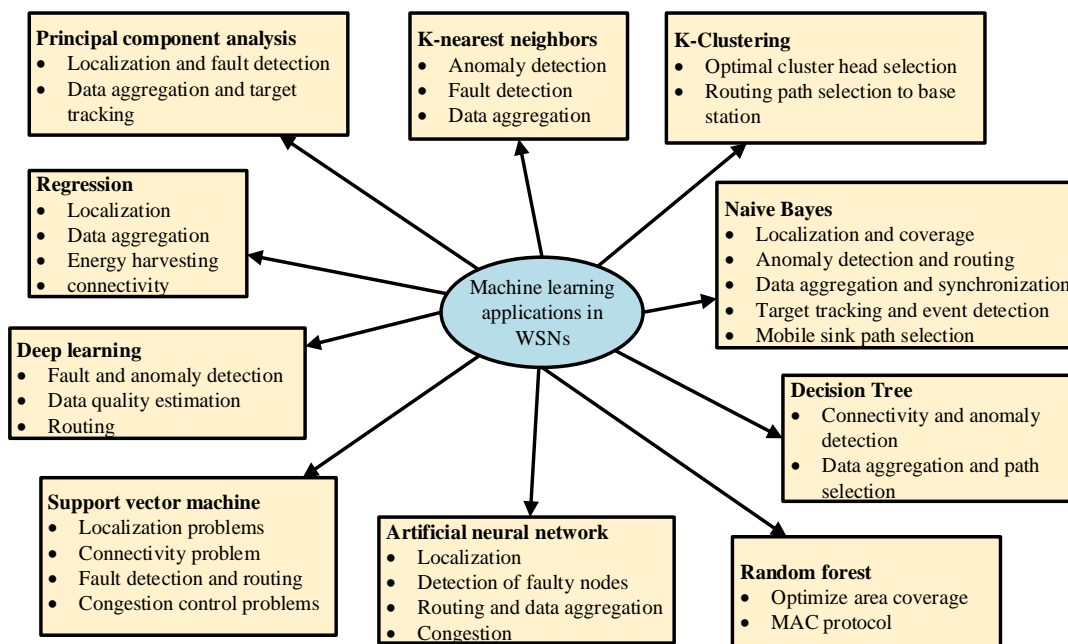 Principal component analysis
• Localization and fault detection
• Data aggregation and target
tracking
K-nearest neighbors
• Anomaly detection
• Fault detection
• Data aggregation
K-Clustering
• Optimal cluster head selection
• Routing path selection to base
station
Regression
• Localization
• Data aggregation
• Energy harvesting
• connectivity
Naive Bayes
• Localization and coverage
• Anomaly detection and routing
• Data aggregation and synchronization
• Target tracking and event detection
• Mobile sink path selection
Machine learning
applications in
WSNs
Deep learning
• Fault and anomaly detection
• Data quality estimation
• Routing
Decision Tree
• Connectivity and anomaly
detection
• Data aggregation and path
selection
Support vector machine
• Localization problems
• Connectivity problem
• Fault detection and routing
• Congestion control problems
Artificial neural network
• Localization
• Detection of faulty nodes
• Routing and data aggregation
• Congestion
Random forest
• Optimize area coverage
• MAC protocol